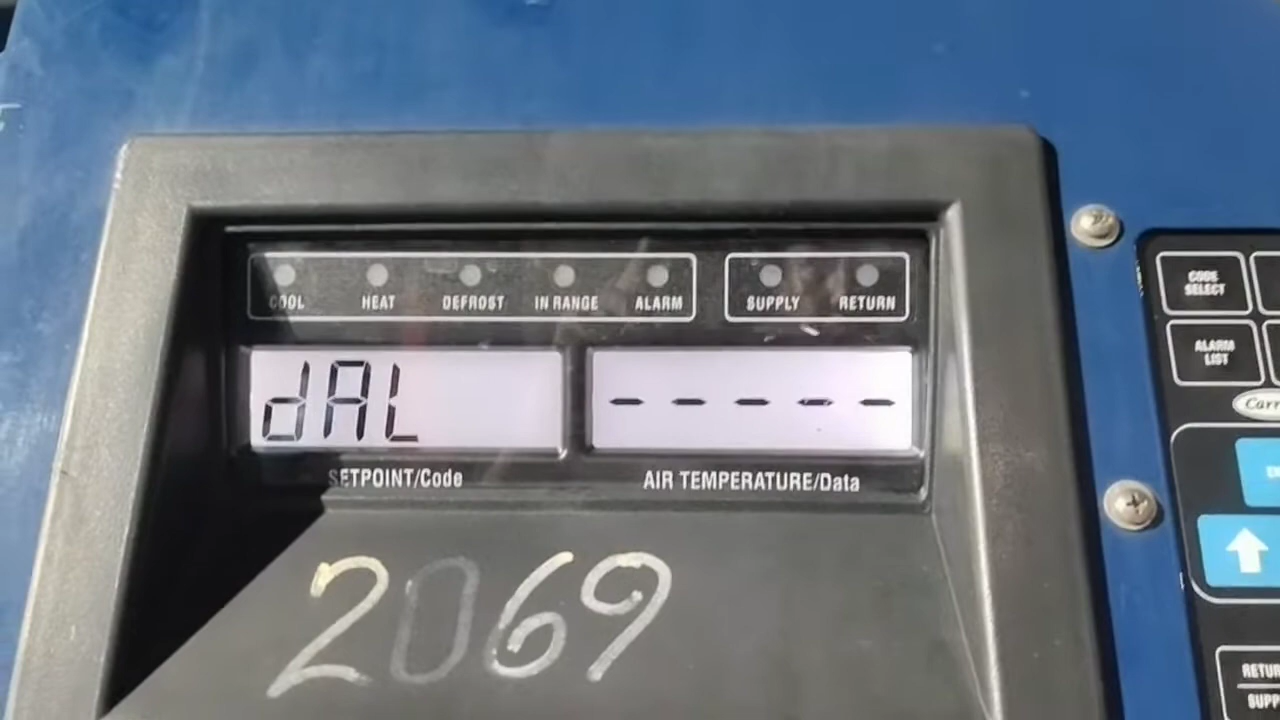 COOL HEAT DEFROST IN RANGE ALARM SUPPLY RETURN
dAL - - - - -
SETPOINT/Code AIR TEMPERATURE/Data
2069
CODE
SELECT
ALARM
LIST